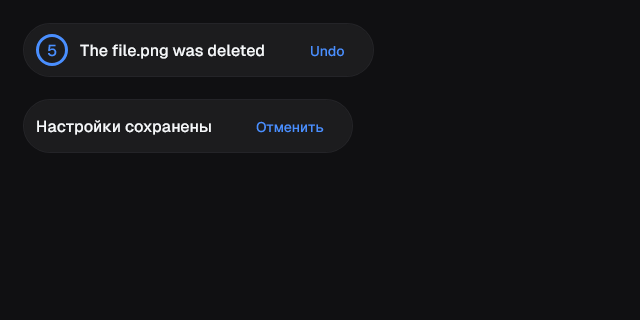 5 The file.png was deleted Undo
Настройки сохранены Отменить